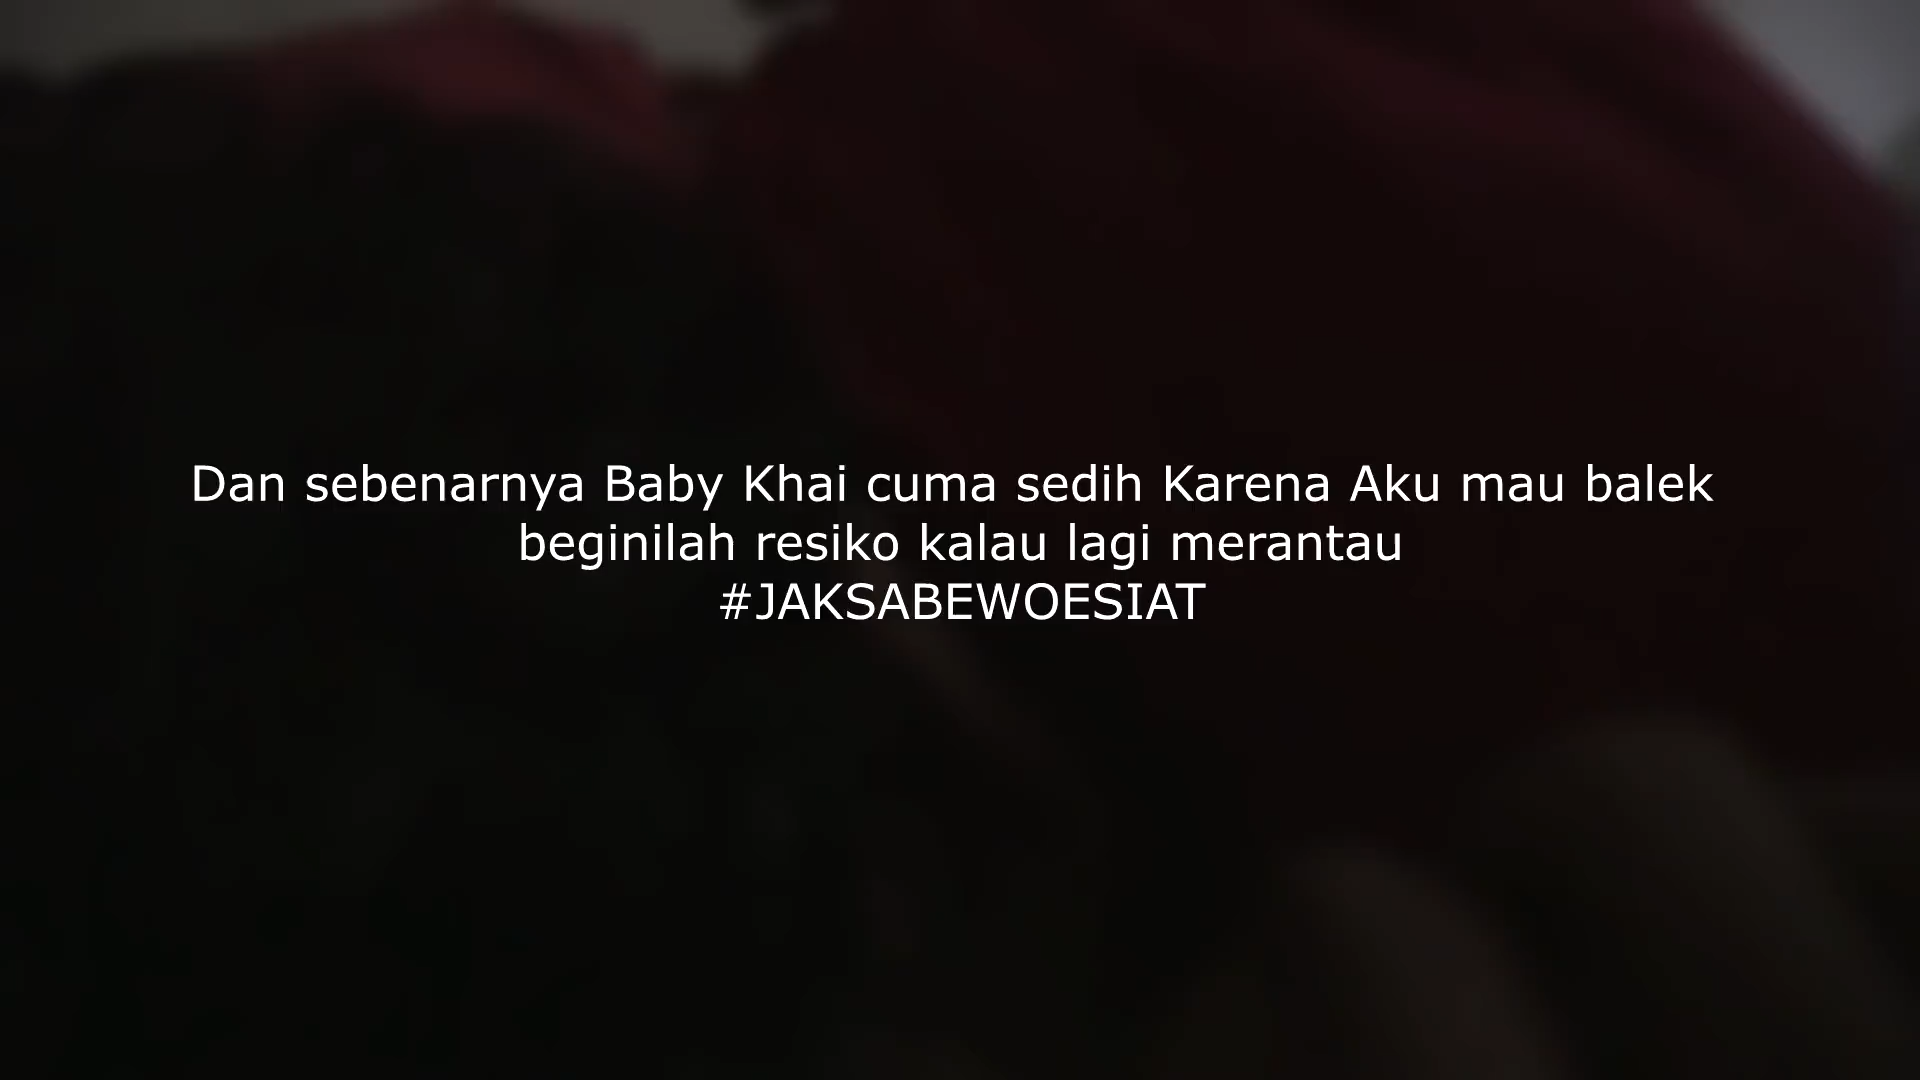 Dan sebenarnya Baby Khai cuma sedih Karena Aku mau balek
beginilah resiko kalau lagi merantau
#JAKSABEWOESIAT